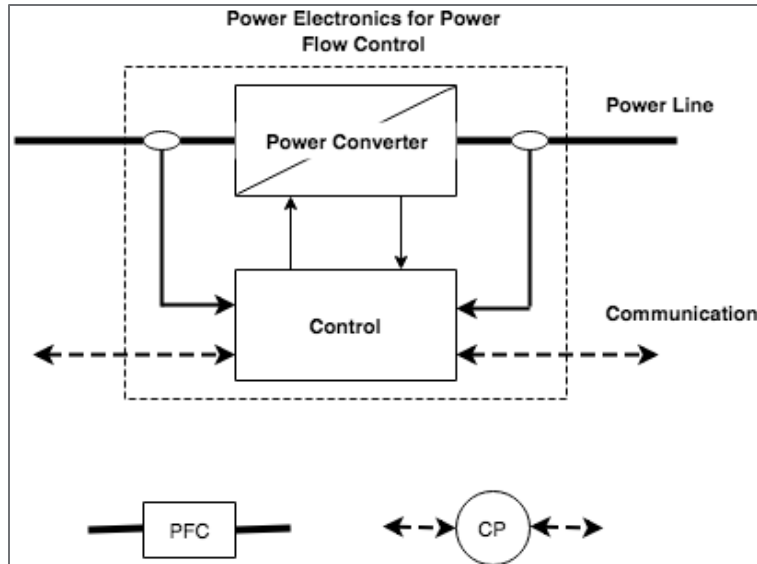 Power Electronics for Power
Flow Control
Power Line
Power Converter
Control
Communication
PFC
CP